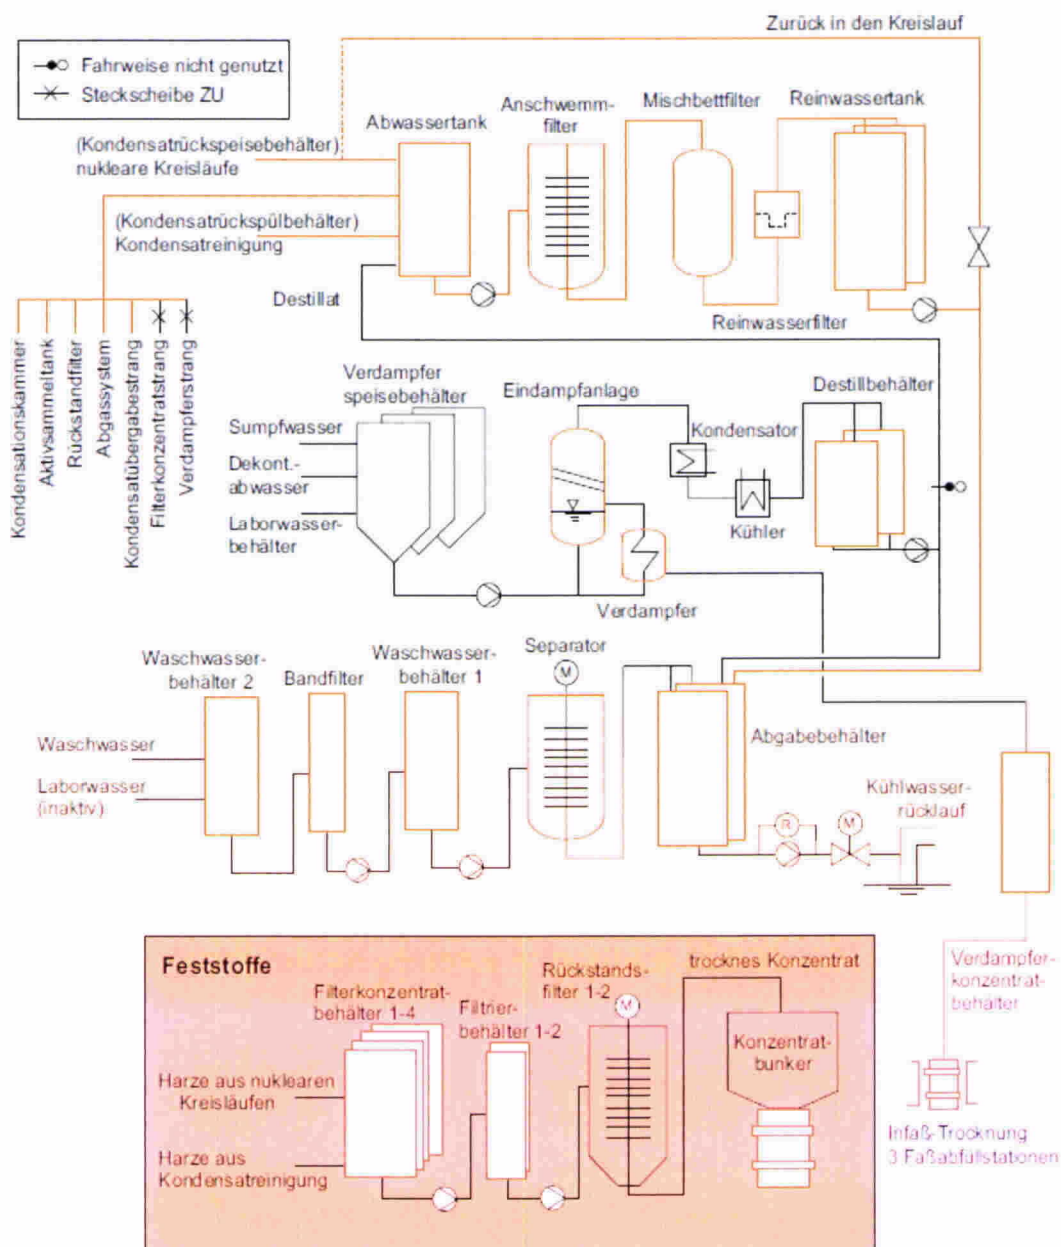 Zurück in den Kreislauf
Fahrweise nicht genutzt
Steckscheibe ZU
Abwassertank
Anschwemm-
filter
Mischbettfilter
Reinwassertank
(Kondensatrückspeisebehälter)
nukleare Kreisläufe
(Kondensatrückspülbehälter)
Kondensatreinigung
Destillat
Reinwasserfilter
Kondensationskammer
Aktivsammeltank
Rückstandfilter
Abgassystem
Kondensatübergabestrang
Filterkonzentratstrang
Verdampferstrang
Verdampfer
speisebehälter
Eindampfanlage
Destillbehälter
Kondensator
Sumpfwasser
Dekont.-
abwasser
Laborwasser-
behälter
Kühler
Verdampfer
Waschwasser-
behälter 2
Bandfilter
Waschwasser-
behälter 1
Separator
M
Waschwasser
Laborwasser
(inaktiv)
Abgabebehälter
Kühlwasser-
rücklauf
R
M
Verdampfer-
konzentrat-
behälter
Infaß-Trocknung
3 Faßabfüllstationen
Feststoffe
Filterkonzentrat-
behälter 1-4
Filtrier-
behälter 1-2
Rückstands-
filter 1-2
M
trocknes Konzentrat
Konzentrat-
bunker
Harze aus nuklearen
Kreisläufen
Harze aus
Kondensatreinigung